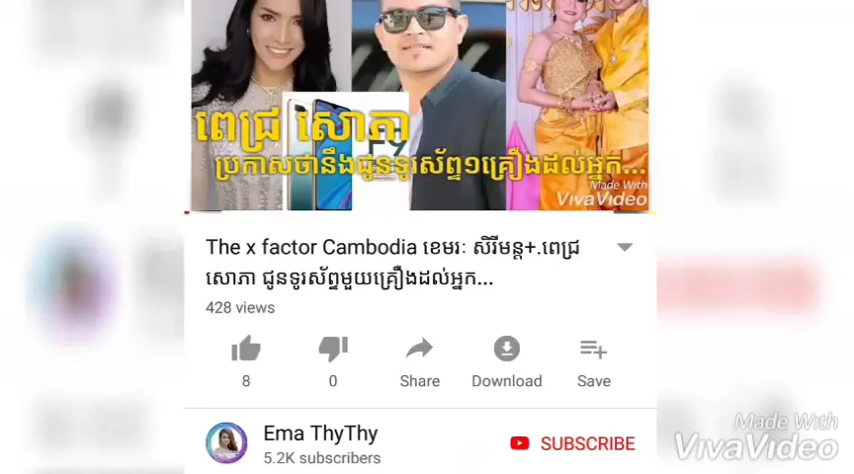 ពេជ្រ សោភា
ប្រកាសថានឹងជូនទូរស័ព្ទ១គ្រឿងដល់អ្នក...
Made With
VivaVideo
The x factor Cambodia ខេមរៈ សិរីមន្ត+.ពេជ្រ
សោភា ជូនទូរស័ព្ទមួយគ្រឿងដល់អ្នក...
428 views
8
0
Share
Download
Save
Ema ThyThy
SUBSCRIBE
5.2K subscribers
Made With
VivaVideo